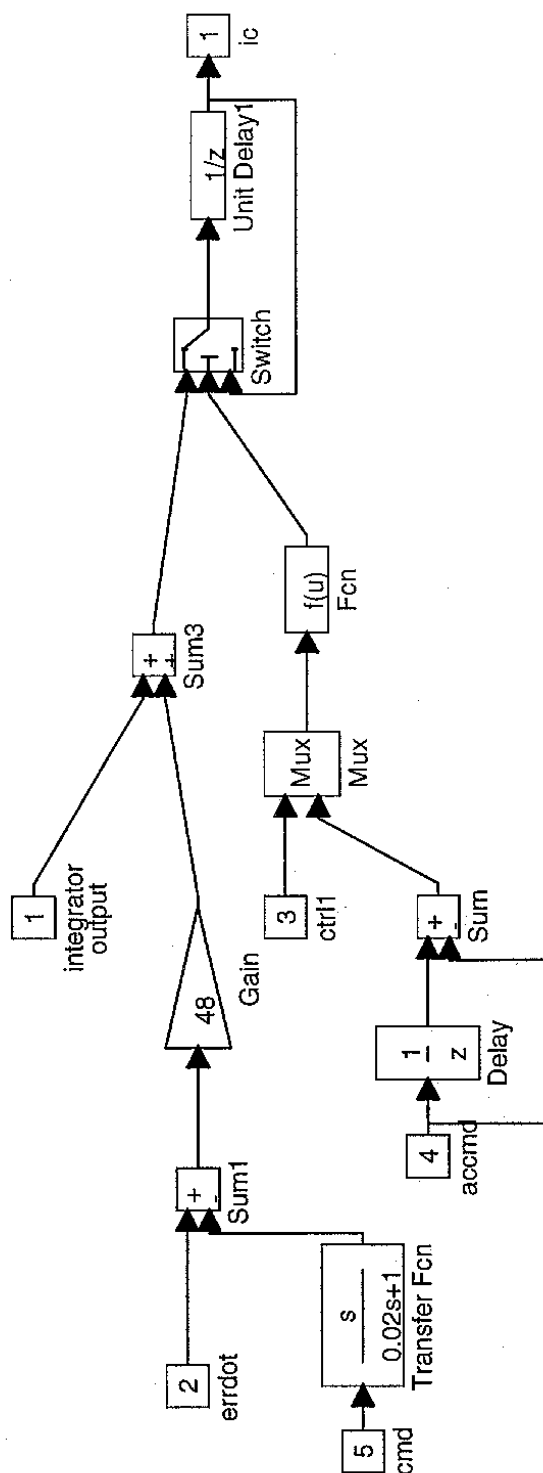 1
integrator
output
2
errdot
+
-
Sum1
48
Gain
+
+
Sum3
5
cmd
s
0.02s+1
Transfer Fcn
3
ctrl1
4
accmd
1
z
Delay
+
-
Sum
Mux
Mux
f(u)
Fcn
Switch
1/z
Unit Delay1
1
ic